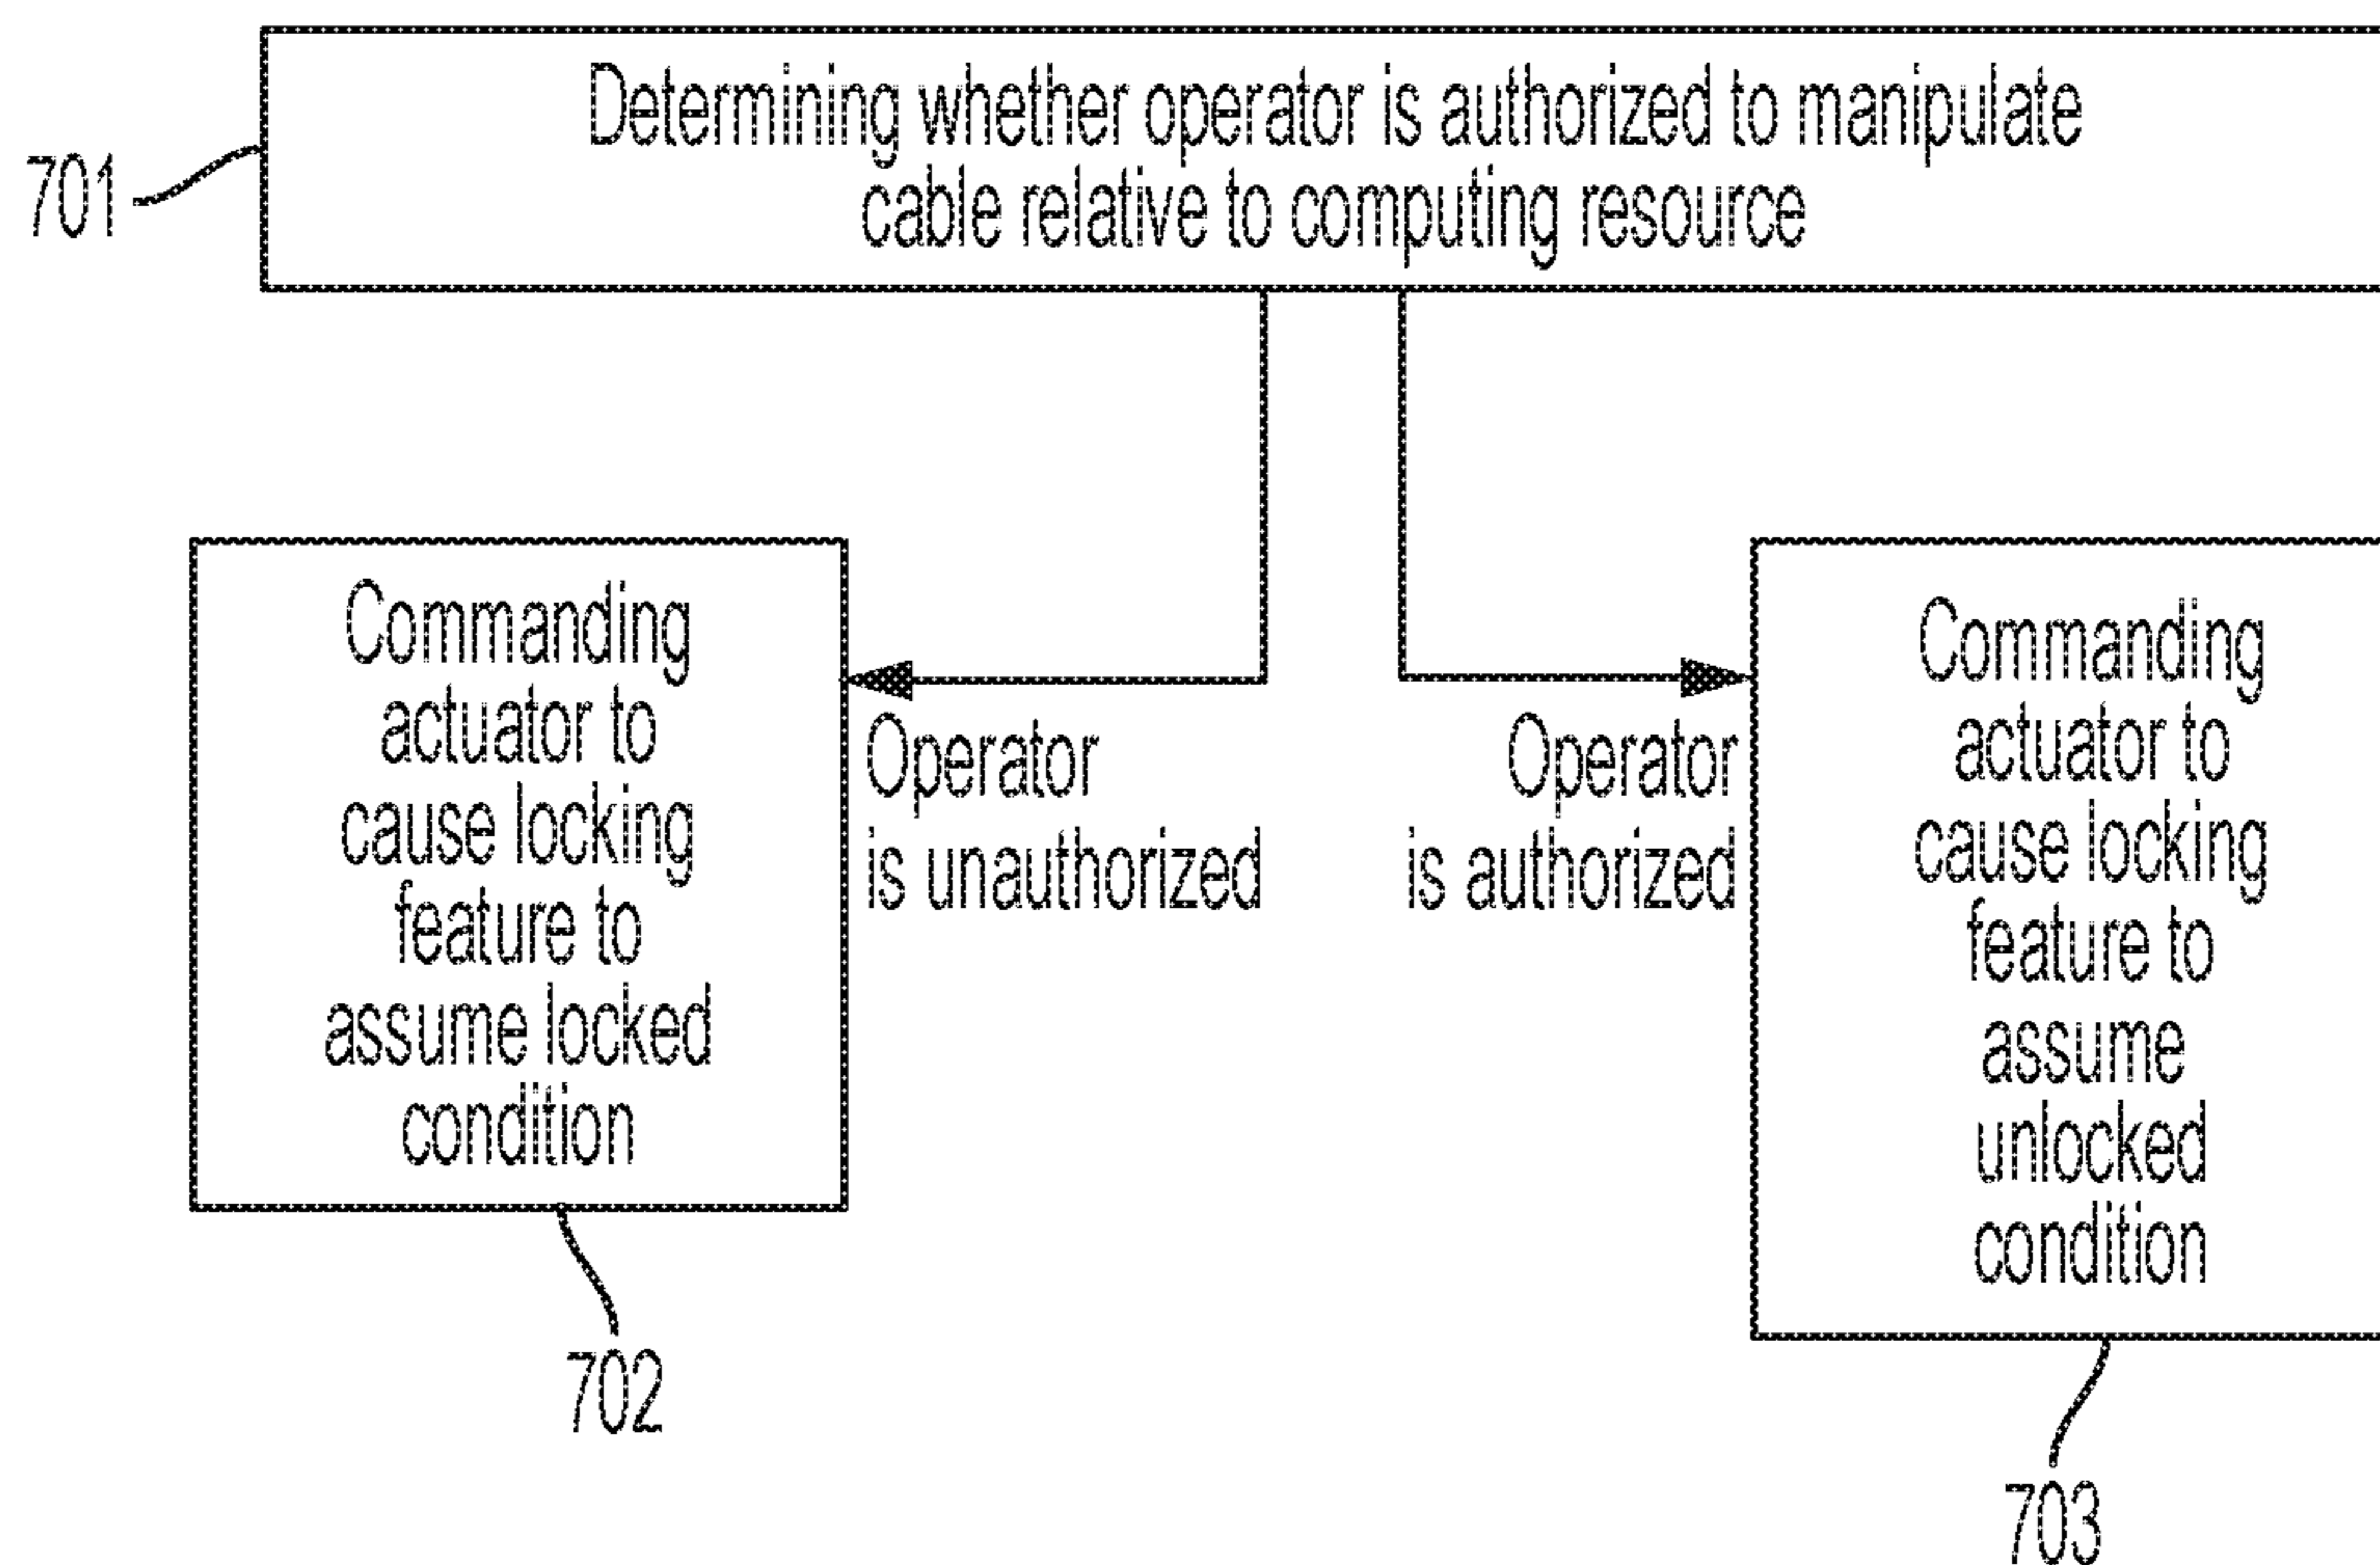 Determining whether operator is authorized to manipulate
cable relative to computing resource
701
Commanding
actuator to
cause locking
feature to
assume locked
condition
Operator
is unauthorized
Operator
is authorized
Commanding
actuator to
cause locking
feature to
assume
unlocked
condition
702
703